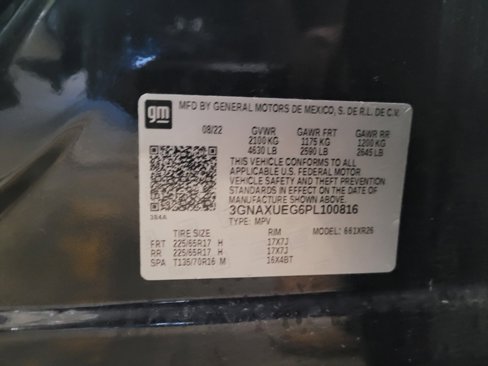 gm
MFD BY GENERAL MOTORS DE MEXICO, S. DE R.L. DE C.V.
08/22 GVWR GAWR FRT GAWR RR
2100 KG 1175 KG 1200 KG
4630 LB 2590 LB 2645 LB
THIS VEHICLE CONFORMS TO ALL
APPLICABLE U.S. FEDERAL MOTOR
VEHICLE SAFETY AND THEFT PREVENTION
STANDARDS IN EFFECT ON THE DATE OF
MANUFACTURE SHOWN ABOVE.
3GNAXUEG6PL100816
TYPE: MPV
TIRE SIZE RIM MODEL: 661XR26
FRT 225/65R17 H 17X7J
RR 225/65R17 H 17X7J
SPA T135/70R16 M 16X4BT